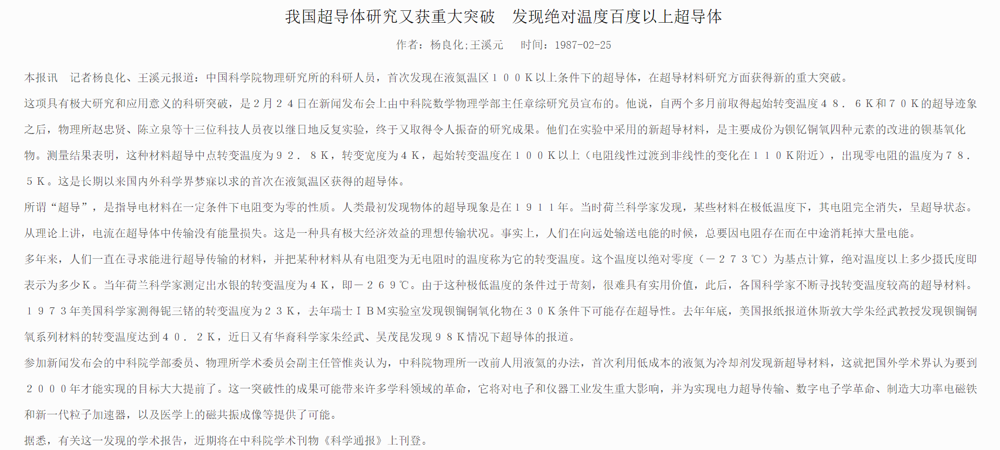 我国超导体研究又获重大突破　发现绝对温度百度以上超导体
作者：杨良化;王溪元　时间：1987-02-25
本报讯　记者杨良化、王溪元报道：中国科学院物理研究所的科研人员，首次发现在液氮温区１００Ｋ以上条件下的超导体，在超导材料研究方面获得新的重大突破。
这项具有极大研究和应用意义的科研突破，是２月２４日在新闻发布会上由中科院数学物理学部主任章综研究员宣布的。他说，自两个多月前取得起始转变温度４８．６Ｋ和７０Ｋ的超导迹象
之后，物理所赵忠贤、陈立泉等十三位科技人员夜以继日地反复实验，终于又取得令人振奋的研究成果。他们在实验中采用的新超导材料，是主要成份为钡钇铜氧四种元素的改进的钡基氧化
物。测量结果表明，这种材料超导中点转变温度为９２．８Ｋ，转变宽度为４Ｋ，起始转变温度在１００Ｋ以上（电阻线性过渡到非线性的变化在１１０Ｋ附近），出现零电阻的温度为７８．
５Ｋ。这是长期以来国内外科学界梦寐以求的首次在液氮温区获得的超导体。
所谓“超导”，是指导电材料在一定条件下电阻变为零的性质。人类最初发现物体的超导现象是在１９１１年。当时荷兰科学家发现，某些材料在极低温度下，其电阻完全消失，呈超导状态。
从理论上讲，电流在超导体中传输没有能量损失。这是一种具有极大经济效益的理想传输状况。事实上，人们在向远处输送电能的时候，总要因电阻存在而在中途消耗掉大量电能。
多年来，人们一直在寻求能进行超导传输的材料，并把某种材料从有电阻变为无电阻时的温度称为它的转变温度。这个温度以绝对零度（－２７３℃）为基点计算，绝对温度以上多少摄氏度即
表示为多少Ｋ。当年荷兰科学家测定出水银的转变温度为４Ｋ，即－２６９℃。由于这种极低温度的条件过于苛刻，很难具有实用价值，此后，各国科学家不断寻找转变温度较高的超导材料。
１９７３年美国科学家测得铌三锗的转变温度为２３Ｋ，去年瑞士ＩＢＭ实验室发现钡镧铜氧化物在３０Ｋ条件下可能存在超导性。去年年底，美国报纸报道休斯敦大学朱经武教授发现钡镧铜
氧系列材料的转变温度达到４０．２Ｋ，近日又有华裔科学家朱经武、吴茂昆发现９８Ｋ情况下超导体的报道。
参加新闻发布会的中科院学部委员、物理所学术委员会副主任管惟炎认为，中科院物理所一改前人用液氦的办法，首次利用低成本的液氮为冷却剂发现新超导材料，这就把国外学术界认为要到
２０００年才能实现的目标大大提前了。这一突破性的成果可能带来许多学科领域的革命，它将对电子和仪器工业发生重大影响，并为实现电力超导传输、数字电子学革命、制造大功率电磁铁
和新一代粒子加速器，以及医学上的磁共振成像等提供了可能。
据悉，有关这一发现的学术报告，近期将在中科院学术刊物《科学通报》上刊登。